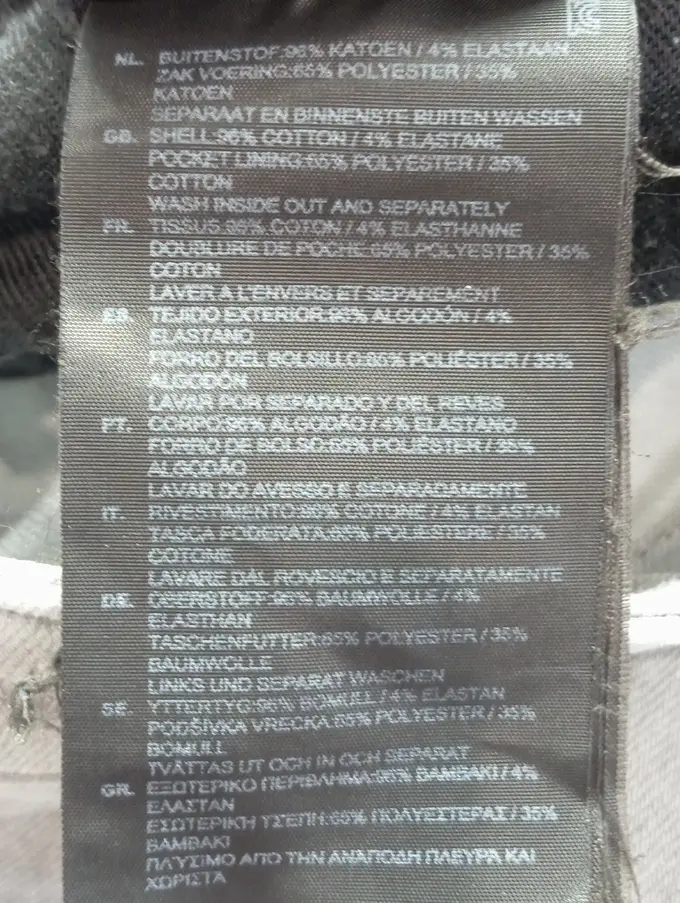 NL. BUITENSTOF:96% KATOEN / 4% ELASTAAN
ZAK VOERING:65% POLYESTER / 35%
KATOEN
SEPARAAT EN BINNENSTE BUITEN WASSEN
GB. SHELL:96% COTTON / 4% ELASTANE
POCKET LINING:65% POLYESTER / 35%
COTTON
WASH INSIDE OUT AND SEPARATELY
FR. TISSUS:96% COTON / 4% ELASTHANNE
DOUBLURE DE POCHE:65% POLYESTER / 35%
COTON
LAVER A L'ENVERS ET SEPAREMENT
ES. TEJIDO EXTERIOR:96% ALGODÓN / 4%
ELASTANO
FORRO DEL BOLSILLO:65% POLIÉSTER / 35%
ALGODÓN
LAVAR POR SEPARADO Y DEL REVES
PT. CORPO:96% ALGODÃO / 4% ELASTANO
FORRO DE BOLSO:65% POLIÉSTER / 35%
ALGODÃO
LAVAR DO AVESSO E SEPARADAMENTE
IT. RIVESTIMENTO:96% COTONE / 4% ELASTAN
TASCA FODERATA:65% POLIESTERE / 35%
COTONE
LAVARE DAL ROVESCIO E SEPARATAMENTE
DE. OBERSTOFF:96% BAUMWOLLE / 4%
ELASTHAN
TASCHENFUTTER:65% POLYESTER / 35%
BAUMWOLLE
LINKS UND SEPARAT WASCHEN
SE. YTTERTYG:96% BOMULL / 4% ELASTAN
PODŠÍVKA VRECKA:65% POLYESTER / 35%
BOMULL
TVÄTTAS UT OCH IN OCH SEPARAT
GR. ΕΞΩΤΕΡΙΚΟ ΠΕΡΙΒΛΗΜΑ:96% ΒΑΜΒΑΚΙ / 4%
ΕΛΑΣΤΑΝ
ΕΣΩΤΕΡΙΚΗ ΤΣΕΠΗ:65% ΠΟΛΥΕΣΤΕΡΑΣ / 35%
ΒΑΜΒΑΚΙ
ΠΛΥΣΙΜΟ ΑΠΟ ΤΗΝ ΑΝΑΠΟΔΗ ΠΛΕΥΡΑ ΚΑΙ
ΧΩΡΙΣΤΑ